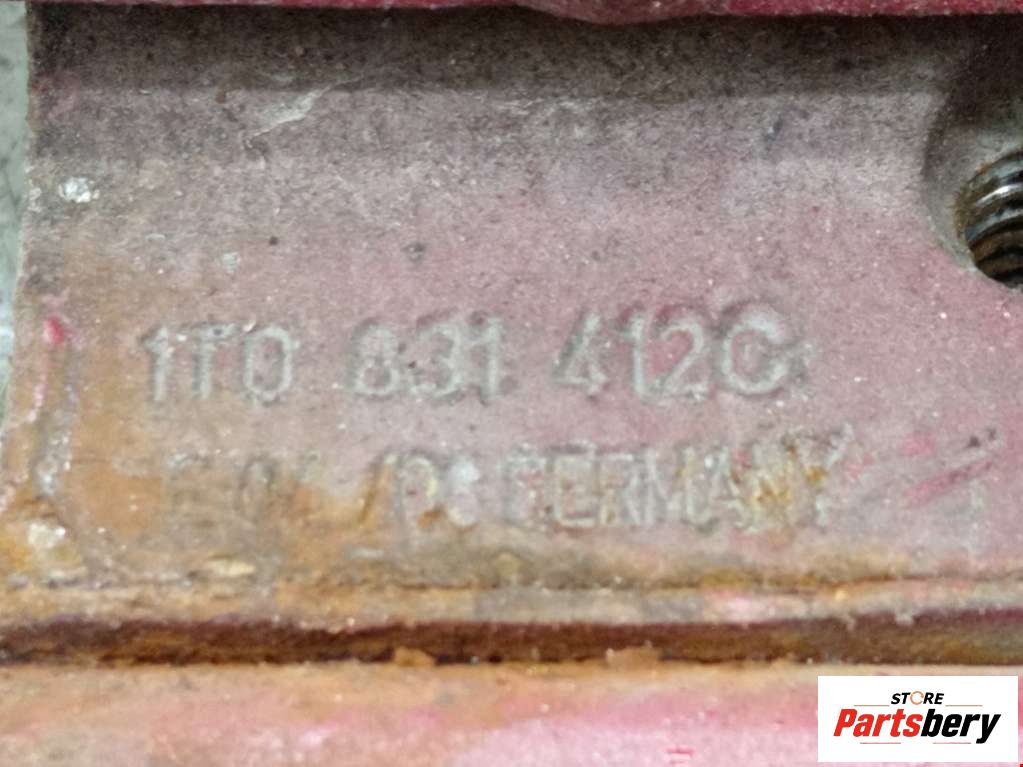 1T0 831 412C
GERMANY
STORE
Partsbery